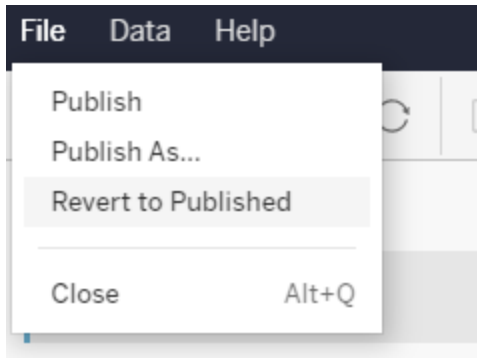 File Data Help
Publish
Publish As...
Revert to Published
Close Alt+Q